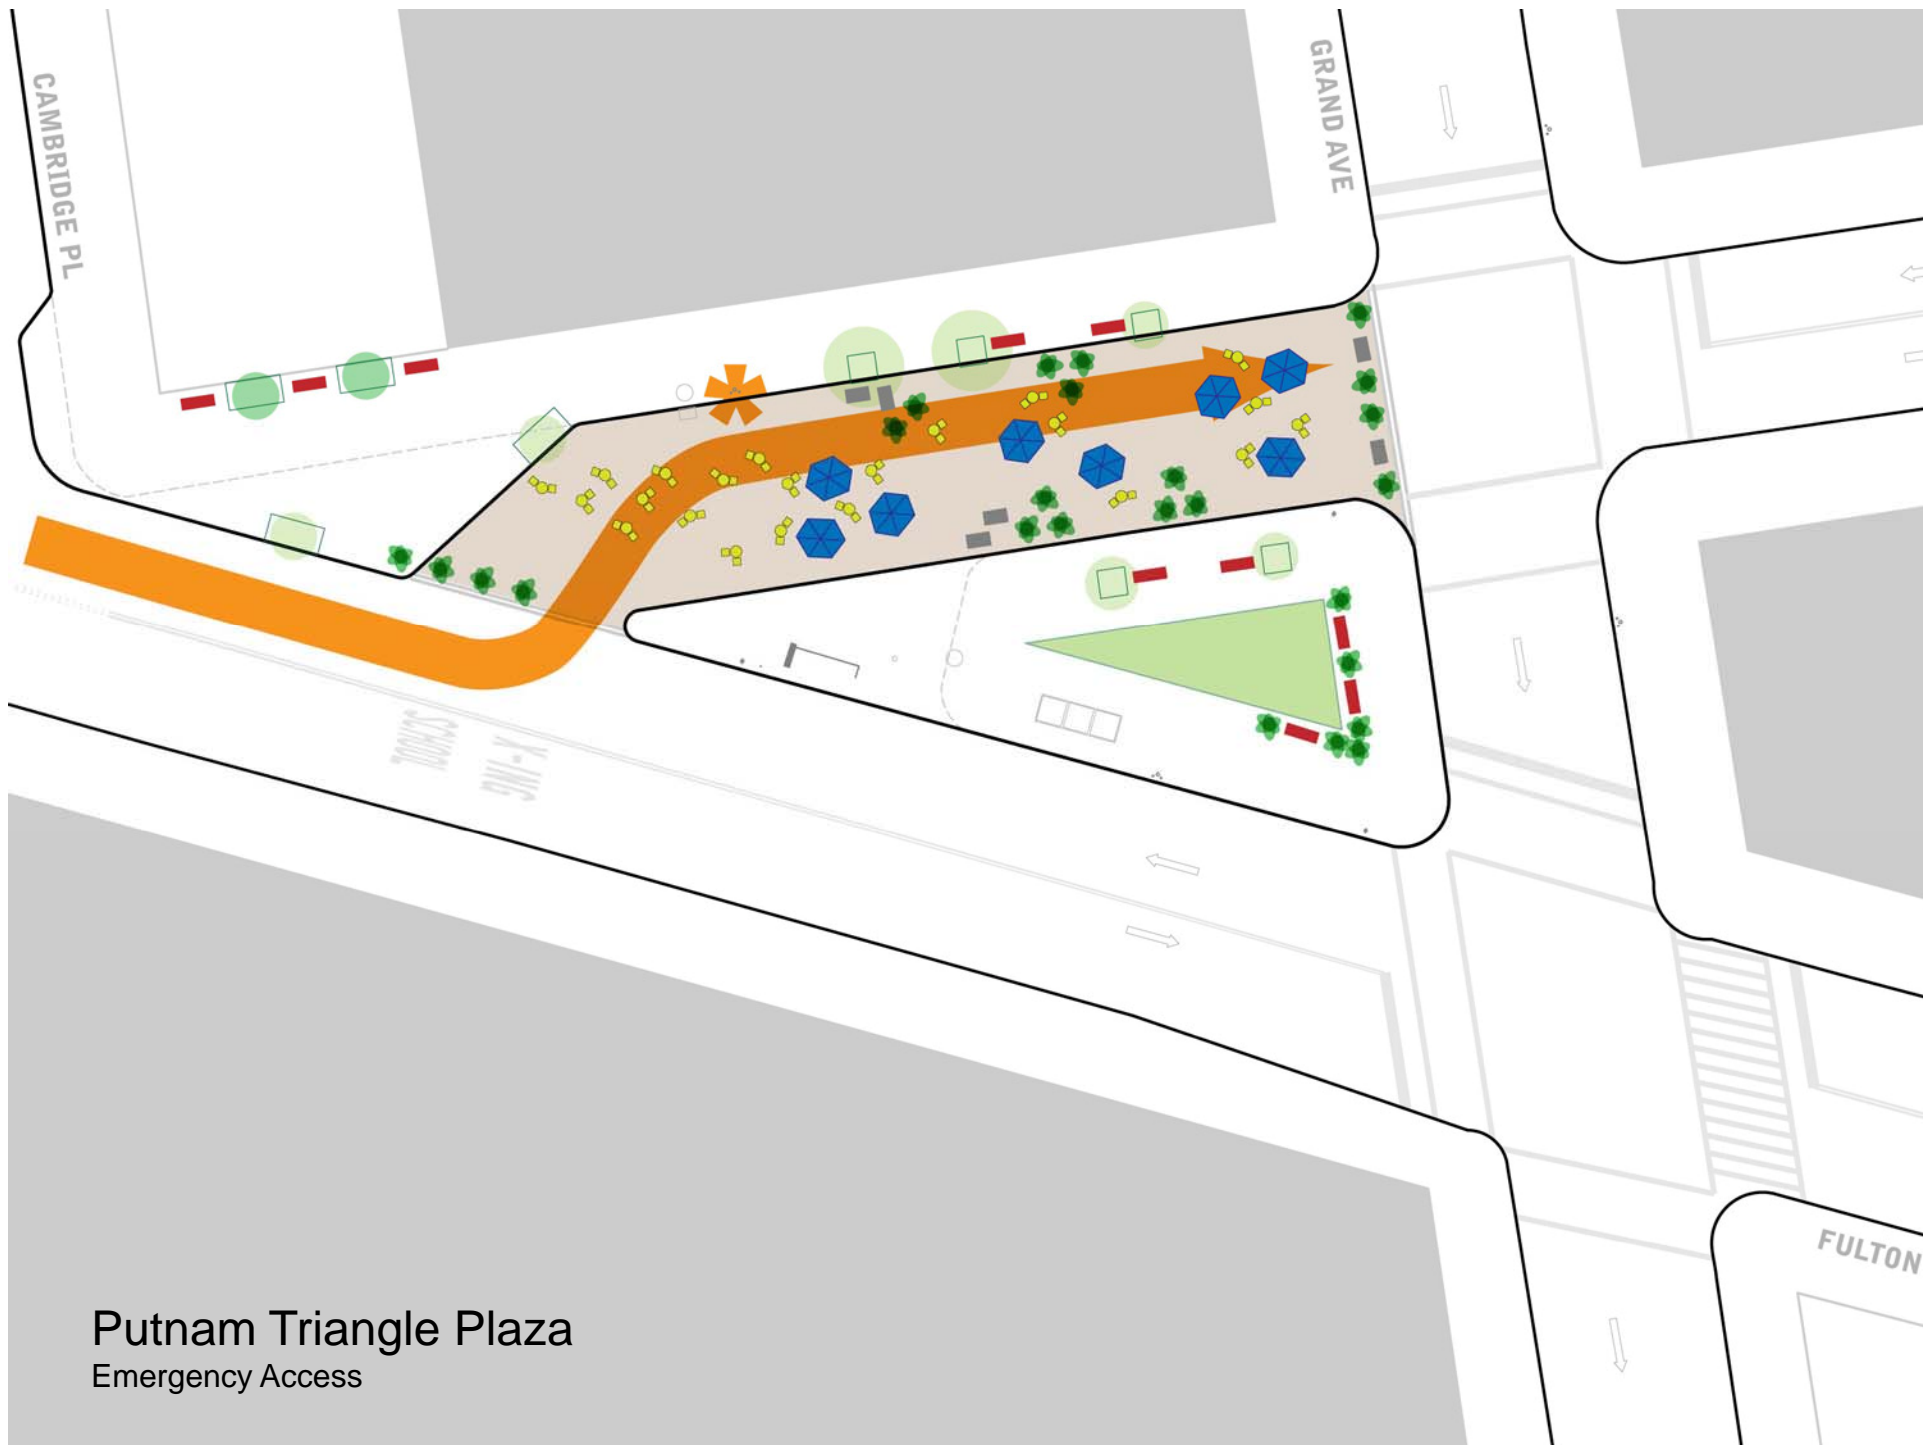 CAMBRIDGE PL
GRAND AVE
SCHOOL
X-ING
FULTON
Putnam Triangle Plaza
Emergency Access